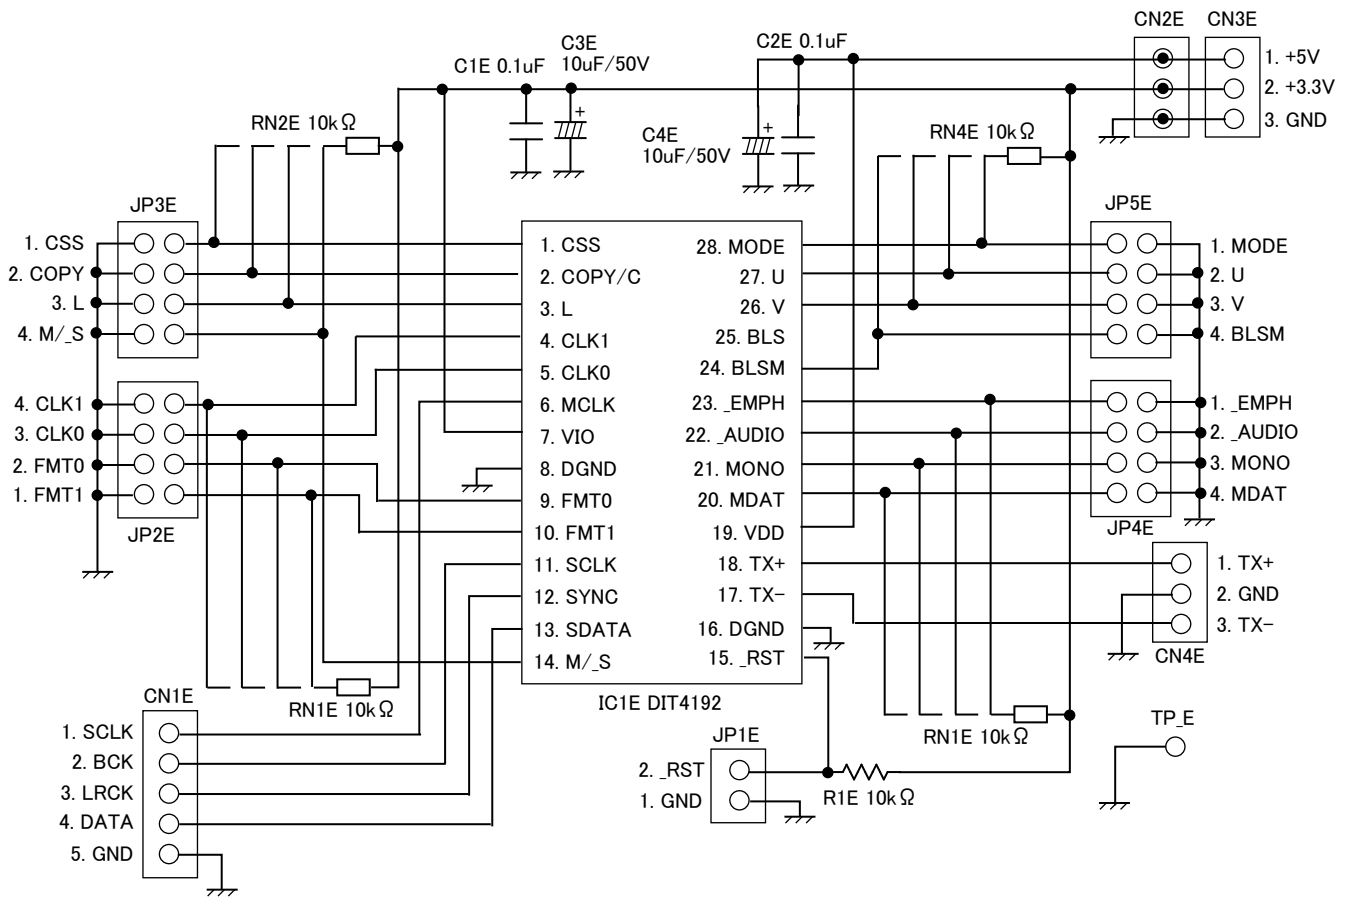 CN2E CN3E
C3E
10uF/50V
C2E 0.1uF
C1E 0.1uF
1. +5V
2. +3.3V
3. GND
RN2E 10kΩ
C4E
10uF/50V
RN4E 10kΩ
+
+
JP3E
JP5E
1. CSS
2. COPY
3. L
4. M/_S
1. CSS
2. COPY/C
3. L
4. CLK1
5. CLK0
6. MCLK
7. VIO
8. DGND
9. FMT0
10. FMT1
11. SCLK
12. SYNC
13. SDATA
14. M/_S
28. MODE
27. U
26. V
25. BLS
24. BLSM
23. _EMPH
22. _AUDIO
21. MONO
20. MDAT
19. VDD
18. TX+
17. TX-
16. DGND
15. _RST
1. MODE
2. U
3. V
4. BLSM
4. CLK1
3. CLK0
2. FMT0
1. FMT1
JP2E
1. _EMPH
2. _AUDIO
3. MONO
4. MDAT
JP4E
1. TX+
2. GND
3. TX-
CN4E
IC1E DIT4192
CN1E
RN1E 10kΩ
1. SCLK
2. BCK
3. LRCK
4. DATA
5. GND
JP1E
2. _RST
1. GND
R1E 10kΩ
RN1E 10kΩ
TP_E